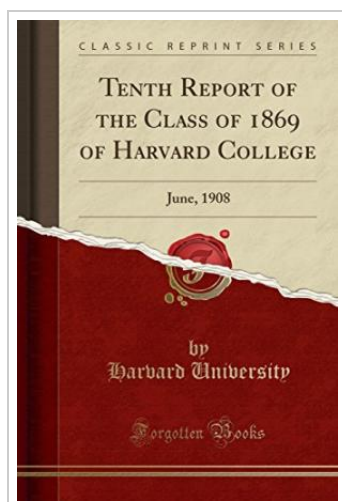 CLASSIC REPRINT SERIES
TENTH REPORT OF
THE CLASS OF 1869
OF HARVARD COLLEGE
June, 1908
by
Harvard University
Forgotten Books